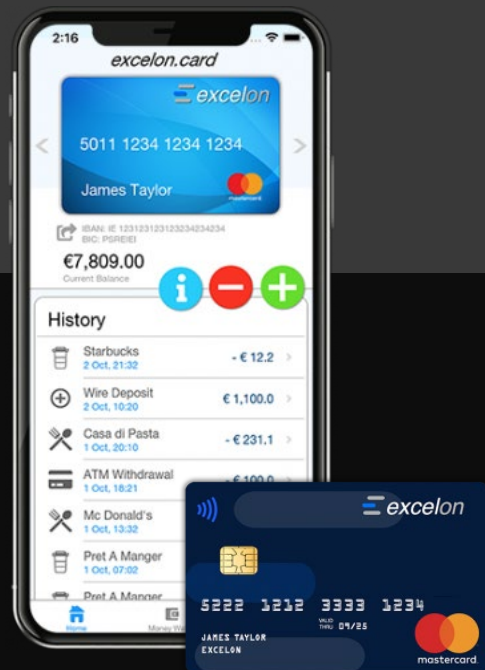 2:16
excelon.card
excelon
5011 1234 1234 1234
James Taylor
mastercard
IBAN: IE 123123123123234234234
BIC: PSREIEI
€7,809.00
Current Balance
History
Starbucks
2 Oct, 21:32
- € 12.2
Wire Deposit
2 Oct, 10:20
€ 1,100.0
Casa di Pasta
1 Oct, 20:10
- € 231.1
ATM Withdrawal
1 Oct, 18:21
- € 100.0
Mc Donald's
1 Oct, 13:32
Pret A Manger
1 Oct, 07:02
Pret A Manger
Home
excelon
5222 1212 3333 1234
VALID THRU 09/25
JAMES TAYLOR
EXCELON
mastercard